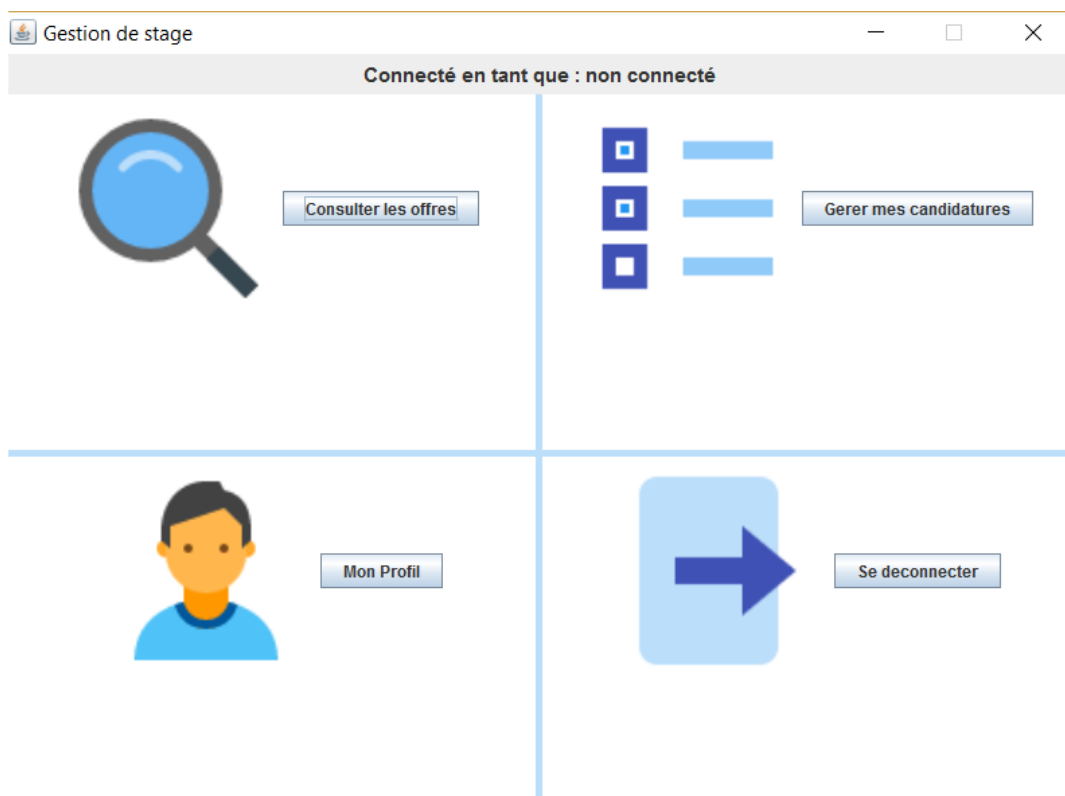 Gestion de stage
Connecté en tant que : non connecté
Consulter les offres
Gerer mes candidatures
Mon Profil
Se deconnecter